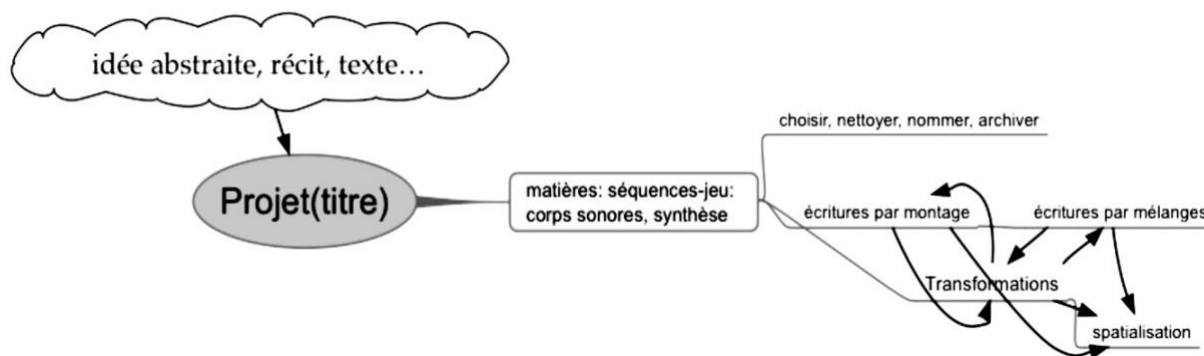 idée abstraite, récit, texte…
Projet(titre)
matières: séquences-jeu:
corps sonores, synthèse
choisir, nettoyer, nommer, archiver
écritures par montage
écritures par mélanges
Transformations
spatialisation